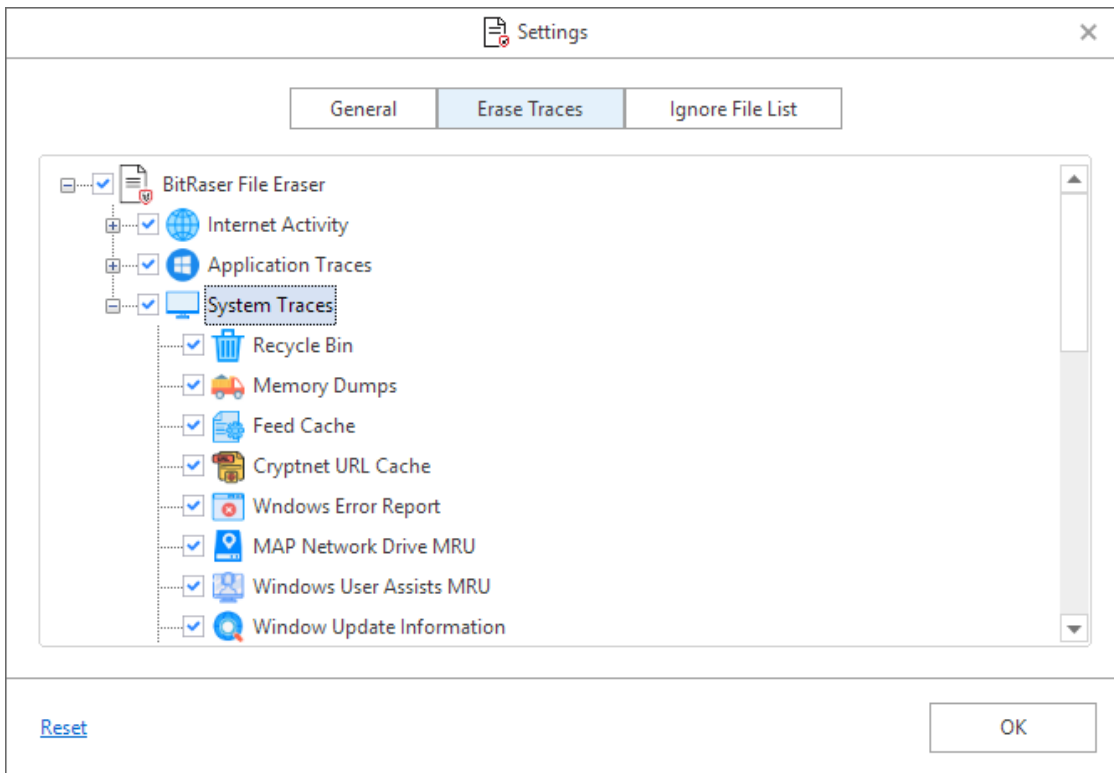 Settings
General
Erase Traces
Ignore File List
BitRaser File Eraser
Internet Activity
Application Traces
System Traces
Recycle Bin
Memory Dumps
Feed Cache
Cryptnet URL Cache
Wndows Error Report
MAP Network Drive MRU
Windows User Assists MRU
Window Update Information
Reset
OK